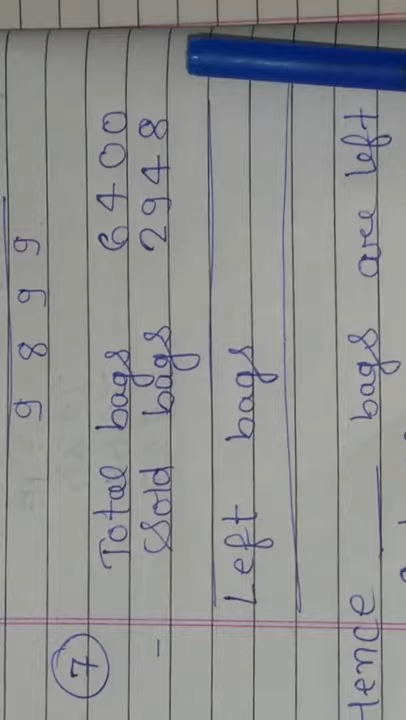 9 8 9 9
7 Total bags 6400
- Sold bags 2948
Left bags
Hence ___ bags are left